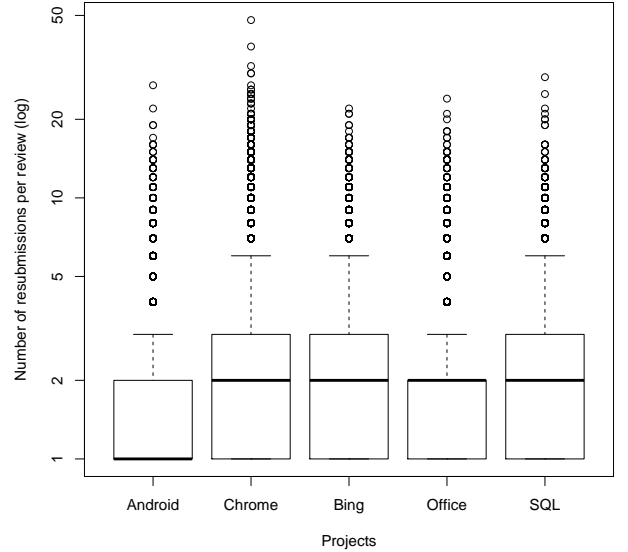 Number of resubmissions per review (log)
50
20
10
5
2
1
Android Chrome Bing Office SQL
Projects